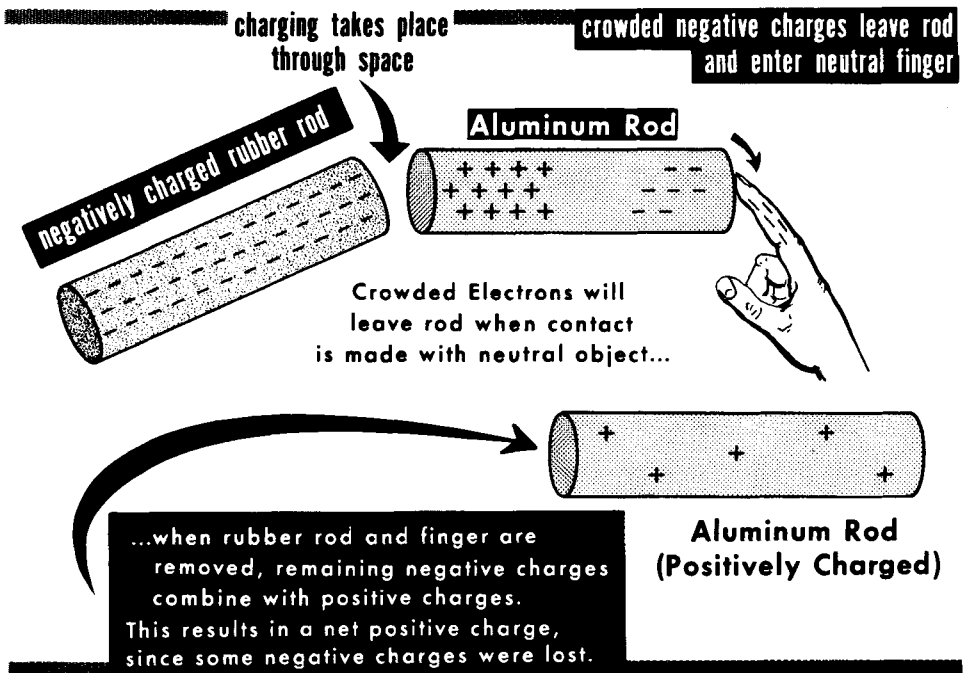 charging takes place
through space
crowded negative charges leave rod
and enter neutral finger
negatively charged rubber rod
Aluminum Rod
+ + + +
+ + + +
+ + + +
- -
- - -
- -
Crowded Electrons will
leave rod when contact
is made with neutral object...
+ + + + +
Aluminum Rod
(Positively Charged)
...when rubber rod and finger are
removed, remaining negative charges
combine with positive charges.
This results in a net positive charge,
since some negative charges were lost.